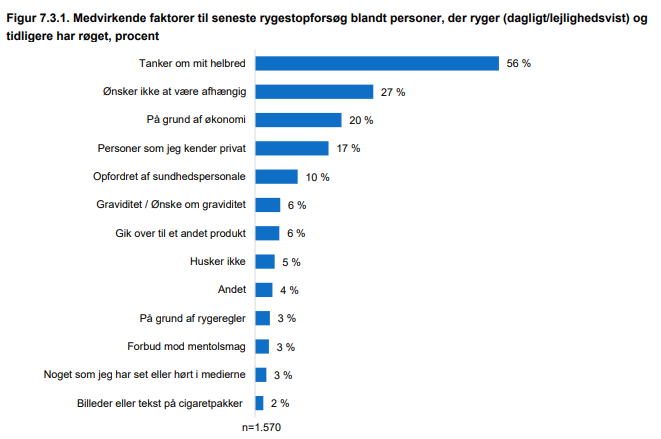 Figur 7.3.1. Medvirkende faktorer til seneste rygestopforsøg blandt personer, der ryger (dagligt/lejlighedsvist) og
tidligere har røget, procent
Tanker om mit helbred 56 %
Ønsker ikke at være afhængig 27 %
På grund af økonomi 20 %
Personer som jeg kender privat 17 %
Opfordret af sundhedspersonale 10 %
Graviditet / Ønske om graviditet 6 %
Gik over til et andet produkt 6 %
Husker ikke 5 %
Andet 4 %
På grund af rygeregler 3 %
Forbud mod mentolsmag 3 %
Noget som jeg har set eller hørt i medierne 3 %
Billeder eller tekst på cigaretpakker 2 %
n=1.570